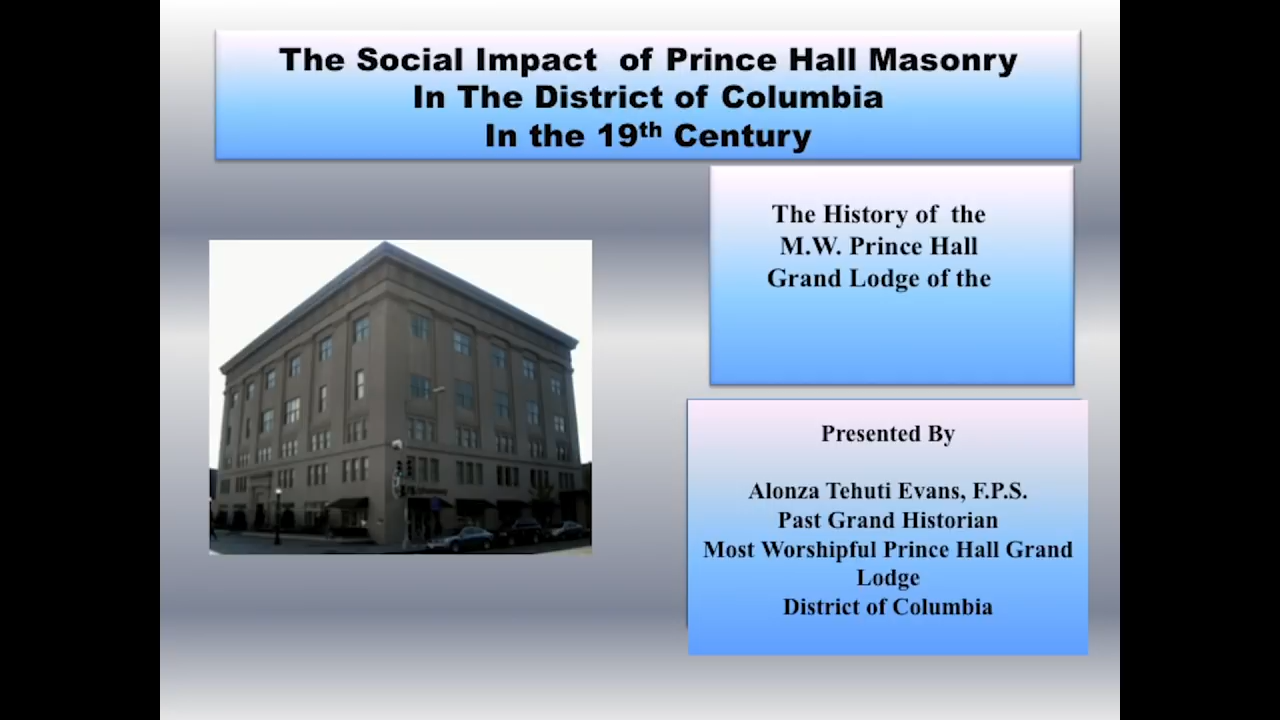 The Social Impact of Prince Hall Masonry
In The District of Columbia
In the 19th Century
The History of the
M.W. Prince Hall
Grand Lodge of the
Presented By
Alonza Tehuti Evans, F.P.S.
Past Grand Historian
Most Worshipful Prince Hall Grand
Lodge
District of Columbia